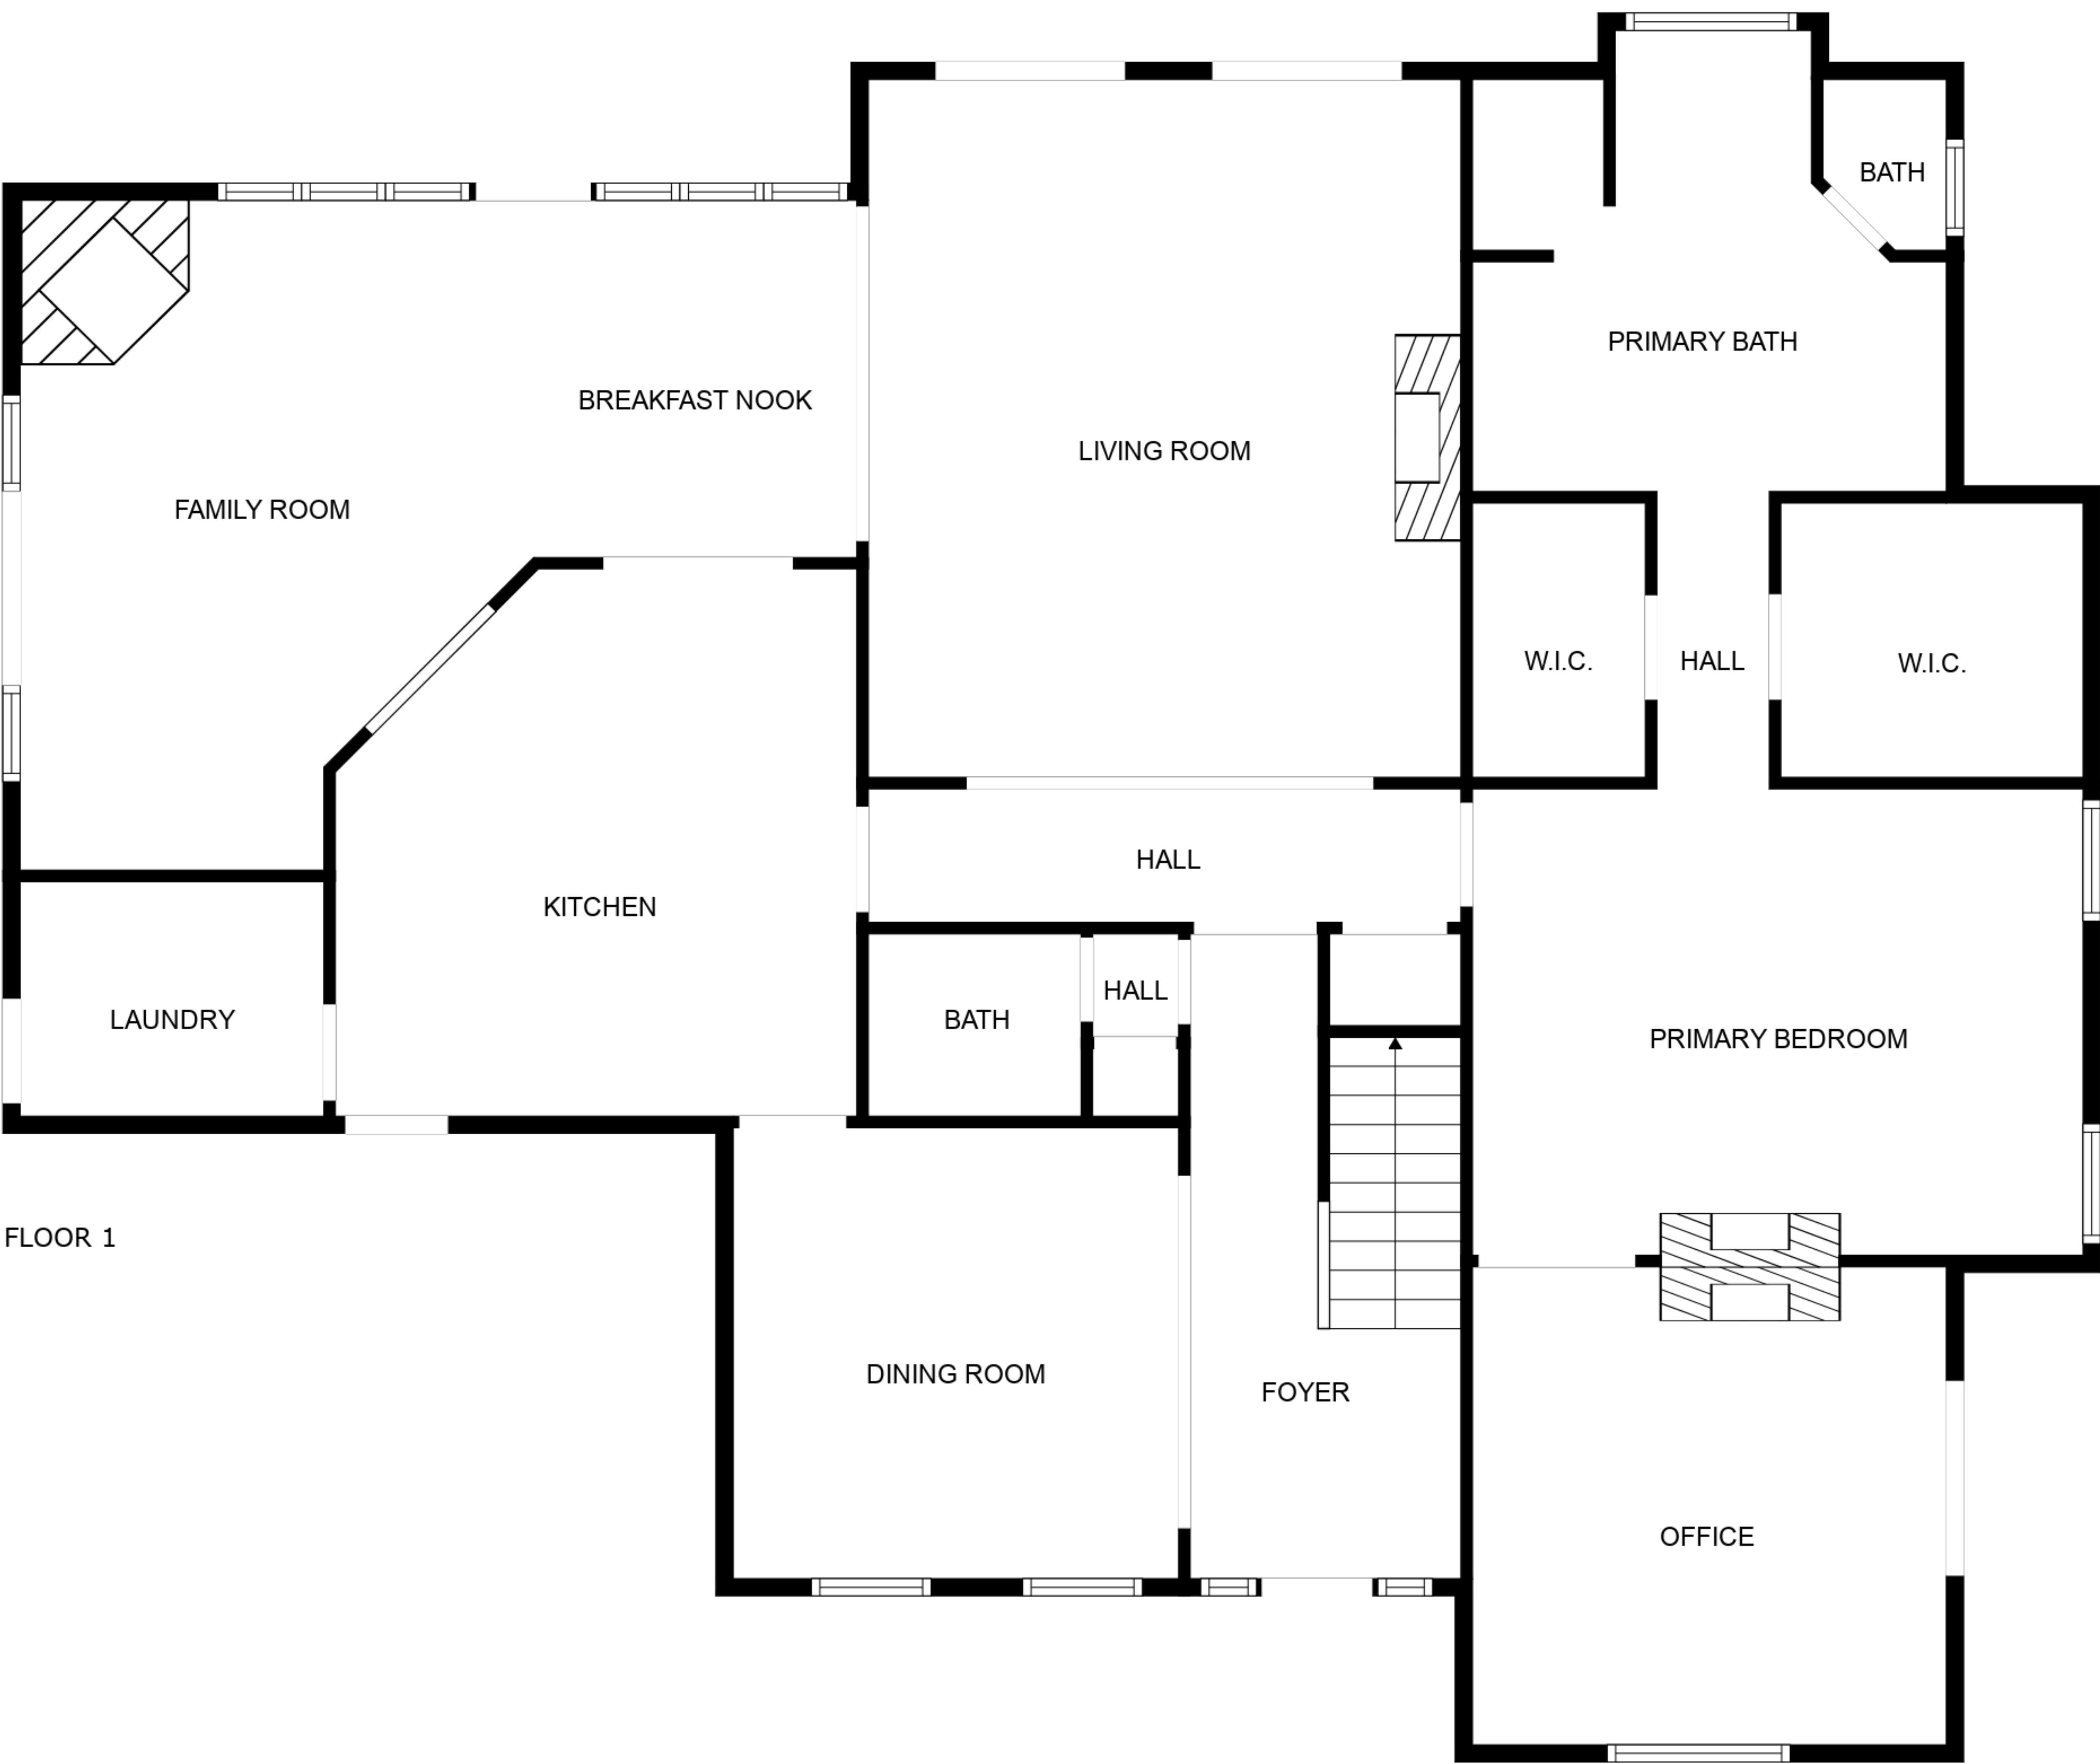 BATH
PRIMARY BATH
BREAKFAST NOOK
LIVING ROOM
FAMILY ROOM
W.I.C.
HALL
W.I.C.
HALL
KITCHEN
HALL
LAUNDRY
BATH
PRIMARY BEDROOM
FLOOR 1
DINING ROOM
FOYER
OFFICE